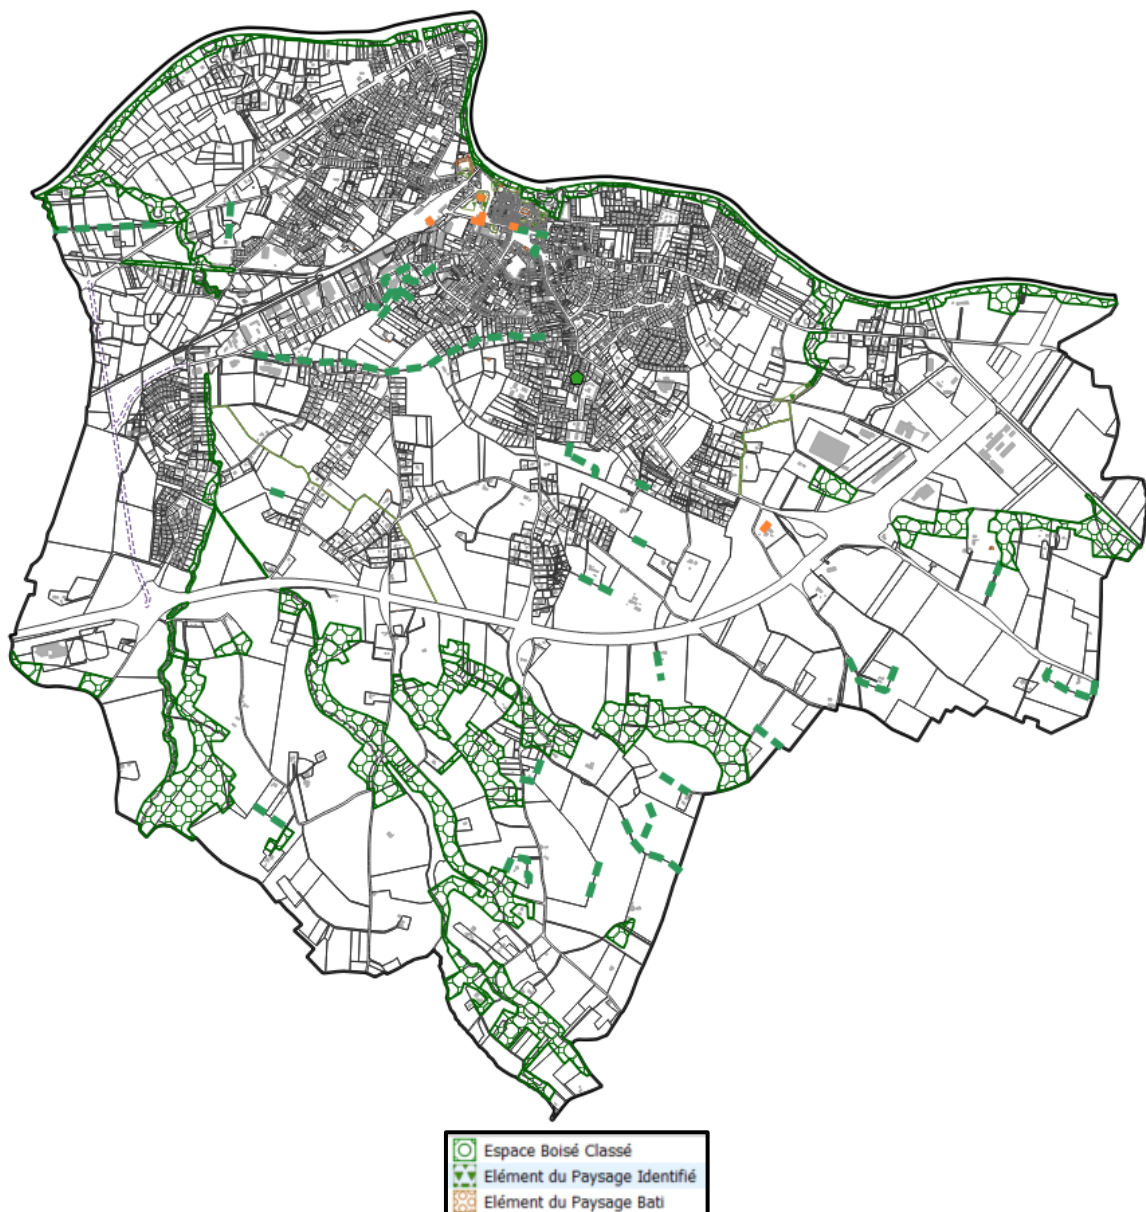 Espace Boisé Classé
Elément du Paysage Identifié
Elément du Paysage Bati